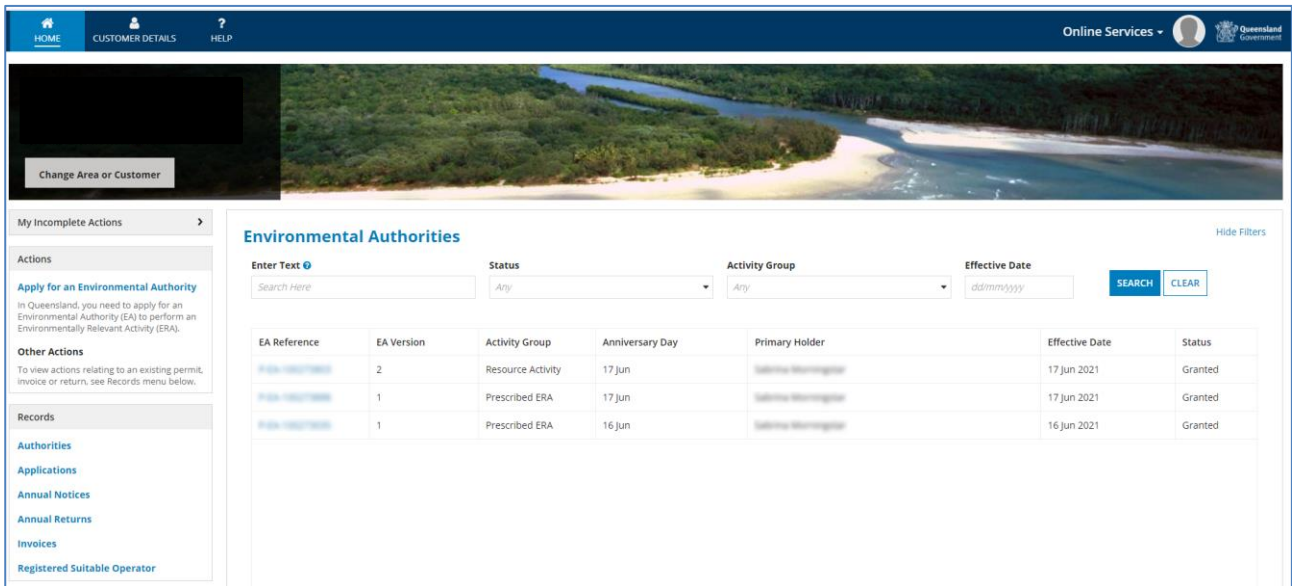 HOME
CUSTOMER DETAILS
? HELP
Online Services
Queensland Government
Change Area or Customer
My Incomplete Actions
Actions
Apply for an Environmental Authority
In Queensland, you need to apply for an
Environmental Authority (EA) to perform an
Environmentally Relevant Activity (ERA).
Other Actions
To view actions relating to an existing permit,
invoice or return, see Records menu below.
Records
Authorities
Applications
Annual Notices
Annual Returns
Invoices
Registered Suitable Operator
Environmental Authorities
Hide Filters
Enter Text ? Status Activity Group Effective Date
Search Here Any Any dd/mm/yyyy SEARCH CLEAR
EA Reference EA Version Activity Group Anniversary Day Primary Holder Effective Date Status
2 Resource Activity 17 Jun 17 Jun 2021 Granted
1 Prescribed ERA 17 Jun 17 Jun 2021 Granted
1 Prescribed ERA 16 Jun 16 Jun 2021 Granted